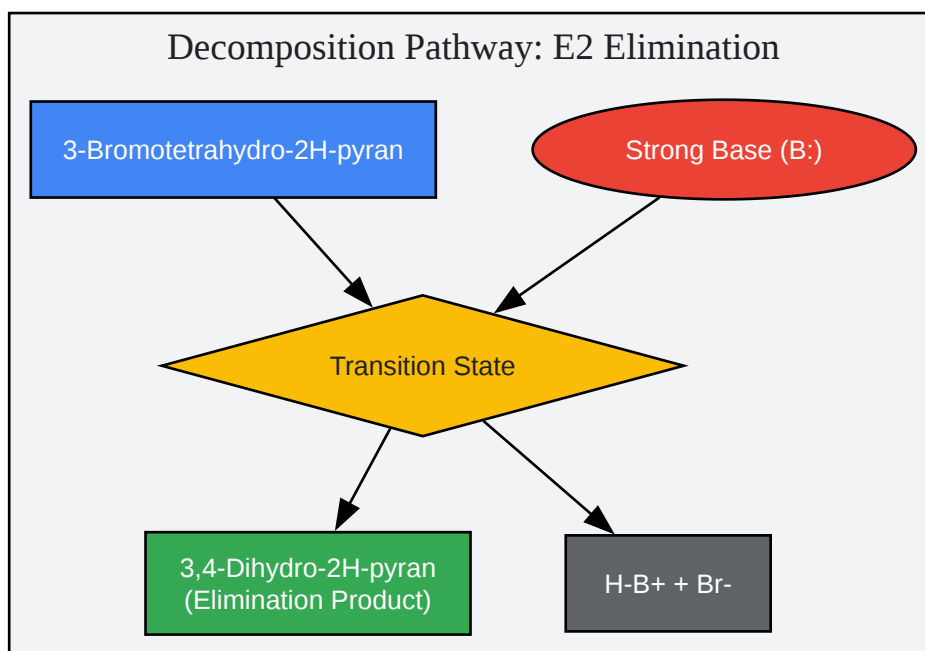 Decomposition Pathway: E2 Elimination
3-Bromotetrahydro-2H-pyran
Strong Base (B:)
Transition State
3,4-Dihydro-2H-pyran
(Elimination Product)
H-B+ + Br-